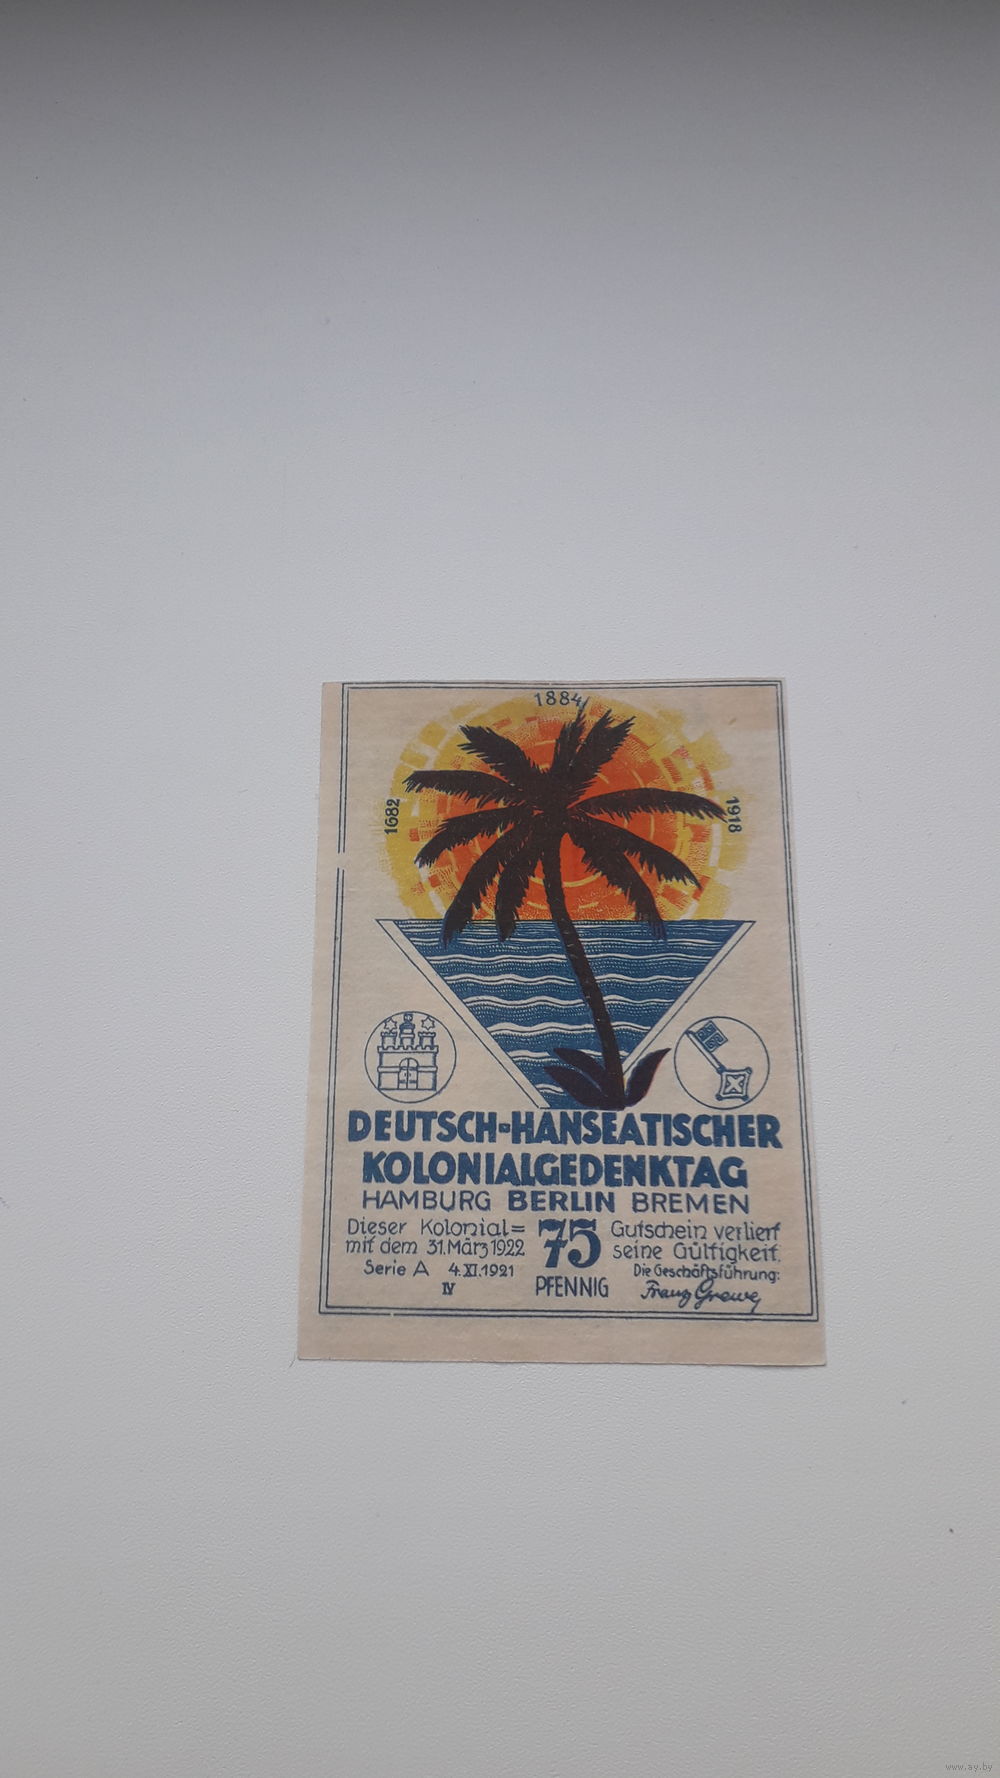 1884
1682
1918
DEUTSCH-HANSEATISCHER
KOLONIALGEDENKTAG
HAMBURG BERLIN BREMEN
Dieser Kolonial= 75 Gutschein verliert
mit dem 31. März 1922 seine Gültigkeit.
Serie A 4.XI.1921 PFENNIG Die Geschäftsführung:
IV Franz Grewe
www.ay.by